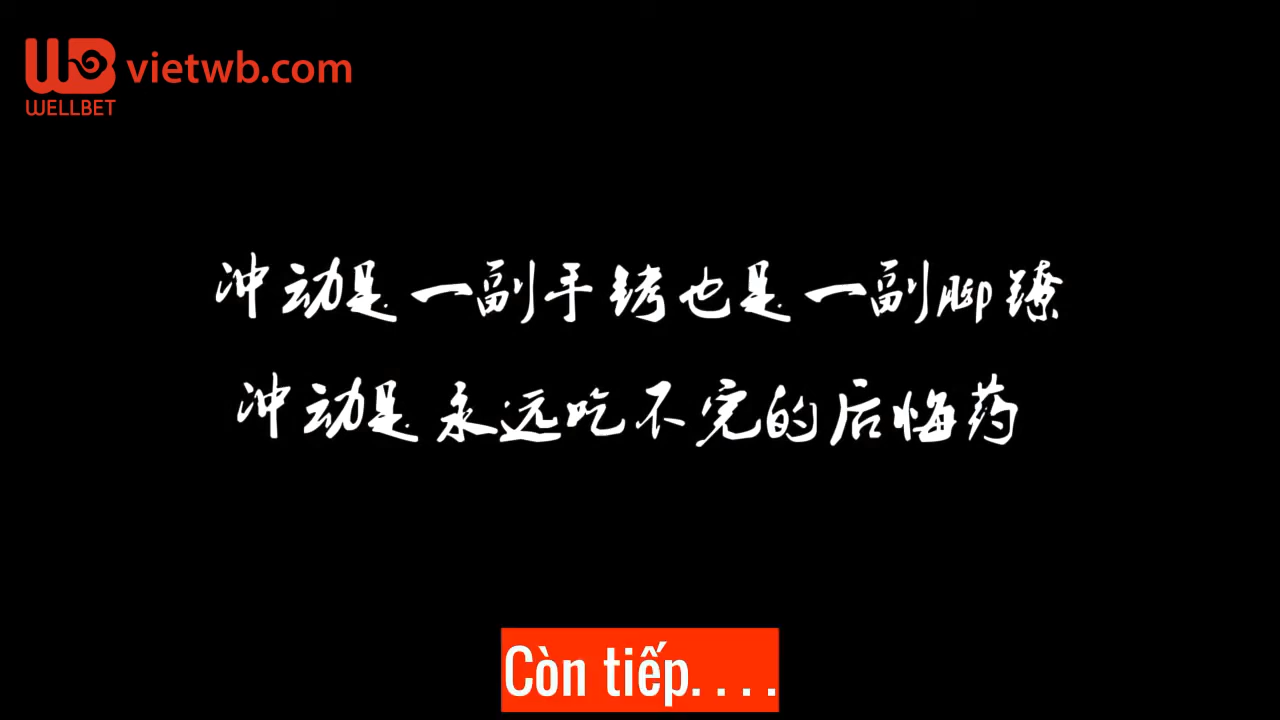 vietwb.com
WELLBET
冲动是一副手铐也是一副脚镣
冲动是永远吃不完的后悔药
Còn tiếp. . . .